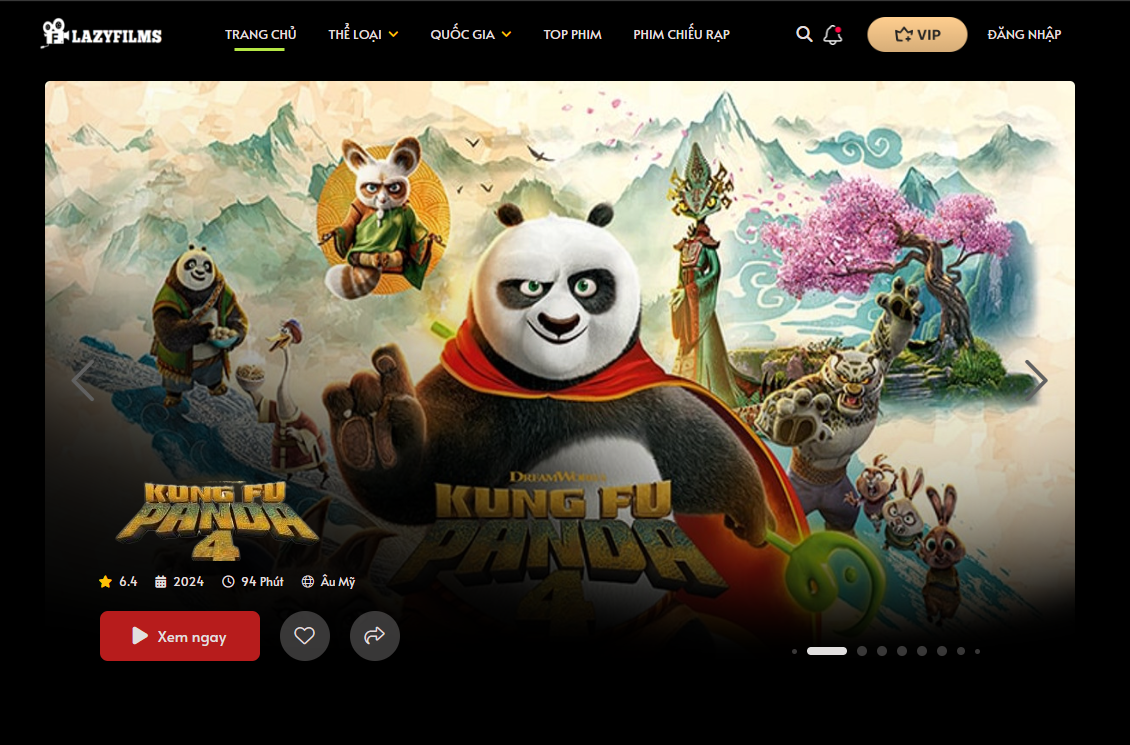 LAZYFILMS
TRANG CHỦ
THỂ LOẠI
QUỐC GIA
TOP PHIM
PHIM CHIẾU RẠP
VIP
ĐĂNG NHẬP
DREAMWORKS
KUNG FU
PANDA
4
KUNG FU
PANDA
4
6.4
2024
94 Phút
Âu Mỹ
Xem ngay